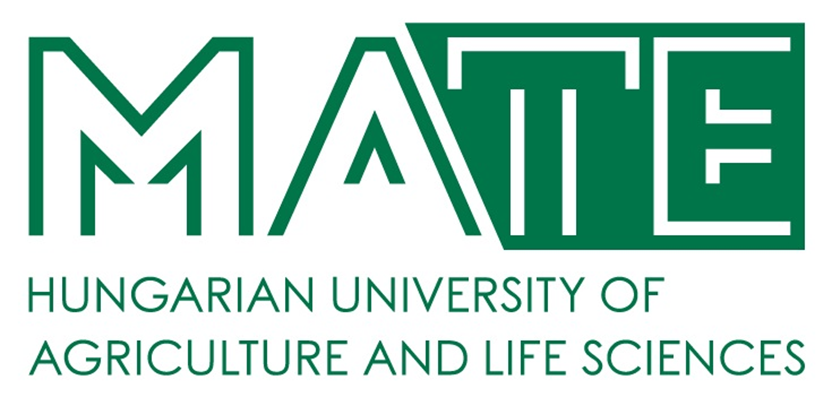 MATE
HUNGARIAN UNIVERSITY OF
AGRICULTURE AND LIFE SCIENCES